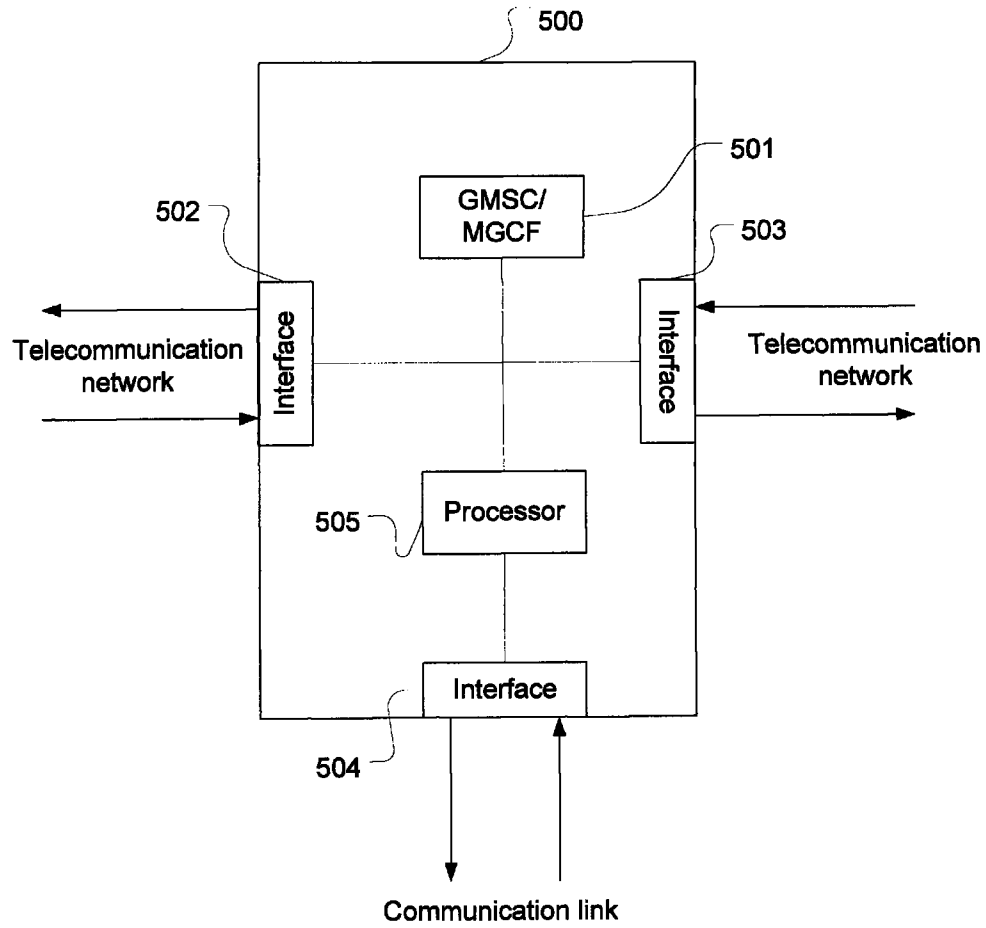 500
501
GMSC/
MGCF
502
503
Interface
Interface
Telecommunication
network
Telecommunication
network
505
Processor
Interface
504
Communication link